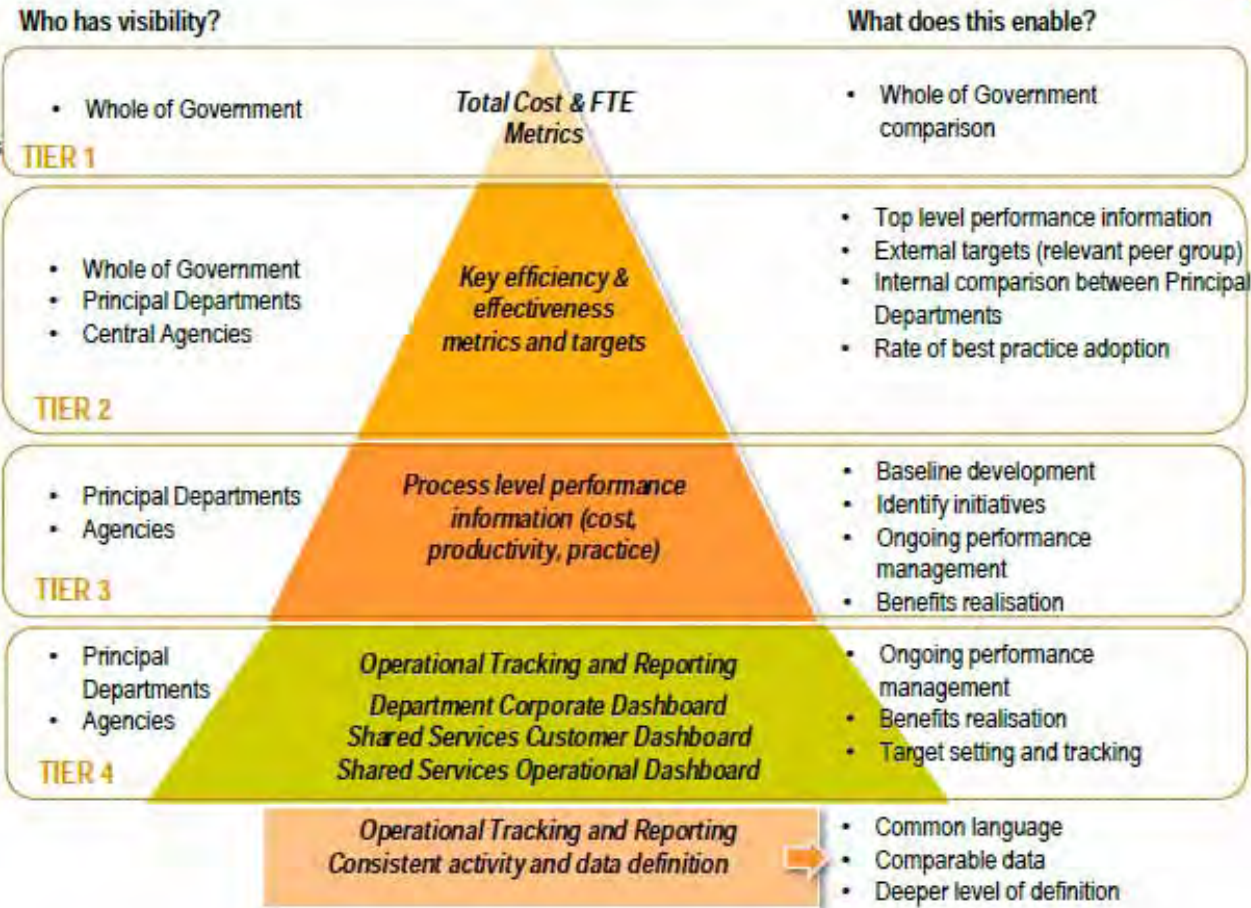 Who has visibility?
What does this enable?
• Whole of Government
TIER 1
Total Cost & FTE
Metrics
• Whole of Government
comparison
• Whole of Government
• Principal Departments
• Central Agencies
TIER 2
Key efficiency &
effectiveness
metrics and targets
• Top level performance information
• External targets (relevant peer group)
• Internal comparison between Principal
Departments
• Rate of best practice adoption
• Principal Departments
• Agencies
TIER 3
Process level performance
information (cost,
productivity, practice)
• Baseline development
• Identify initiatives
• Ongoing performance
management
• Benefits realisation
• Principal
Departments
• Agencies
TIER 4
Operational Tracking and Reporting
Department Corporate Dashboard
Shared Services Customer Dashboard
Shared Services Operational Dashboard
• Ongoing performance
management
• Benefits realisation
• Target setting and tracking
Operational Tracking and Reporting
Consistent activity and data definition
• Common language
• Comparable data
• Deeper level of definition